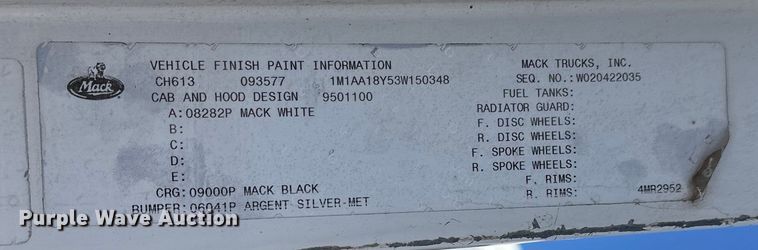 Mack
VEHICLE FINISH PAINT INFORMATION
MACK TRUCKS, INC.
CH613 093577 1M1AA18Y53W150348
SEQ. NO.: W020422035
CAB AND HOOD DESIGN 9501100
FUEL TANKS:
A: 08282P MACK WHITE
RADIATOR GUARD:
B:
F. DISC WHEELS:
C:
R. DISC WHEELS:
D:
F. SPOKE WHEELS:
E:
R. SPOKE WHEELS:
F. RIMS:
CRG: 09000P MACK BLACK
R. RIMS:
4MR2952
BUMPER: 06041P ARGENT SILVER-MET
Purple Wave Auction